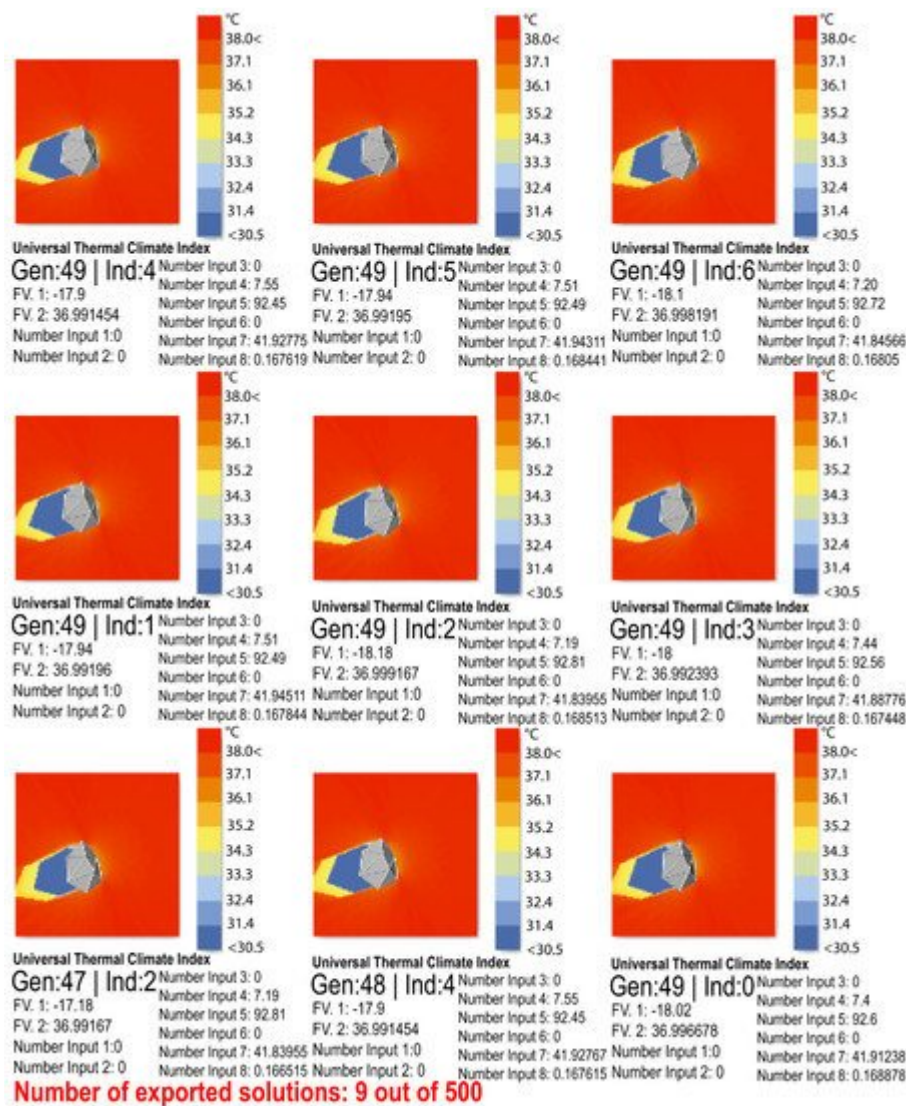 °C °C °C
38.0< 38.0< 38.0<
37.1 37.1 37.1
36.1 36.1 36.1
35.2 35.2 35.2
34.3 34.3 34.3
33.3 33.3 33.3
32.4 32.4 32.4
31.4 31.4 31.4
<30.5 <30.5 <30.5
Universal Thermal Climate Index Universal Thermal Climate Index Universal Thermal Climate Index
Gen:49 | Ind:4 Number Input 3: 0 Gen:49 | Ind:5 Number Input 3: 0 Gen:49 | Ind:6 Number Input 3: 0
Number Input 4: 7.55 Number Input 4: 7.51 Number Input 4: 7.20
FV. 1: -17.9 Number Input 5: 92.45 FV. 1: -17.94 Number Input 5: 92.49 FV. 1: -18.1 Number Input 5: 92.72
FV. 2: 36.991454 Number Input 6: 0 FV. 2: 36.99195 Number Input 6: 0 FV. 2: 36.998191 Number Input 6: 0
Number Input 1:0 Number Input 7: 41.92775 Number Input 1:0 Number Input 7: 41.94311 Number Input 1:0 Number Input 7: 41.84566
Number Input 2: 0 Number Input 8: 0.167619 Number Input 2: 0 Number Input 8: 0.168441 Number Input 2: 0 Number Input 8: 0.16805
°C °C °C
38.0< 38.0< 38.0<
37.1 37.1 37.1
36.1 36.1 36.1
35.2 35.2 35.2
34.3 34.3 34.3
33.3 33.3 33.3
32.4 32.4 32.4
31.4 31.4 31.4
<30.5 <30.5 <30.5
Universal Thermal Climate Index Universal Thermal Climate Index Universal Thermal Climate Index
Gen:49 | Ind:1 Number Input 3: 0 Gen:49 | Ind:2 Number Input 3: 0 Gen:49 | Ind:3 Number Input 3: 0
Number Input 4: 7.51 Number Input 4: 7.19 Number Input 4: 7.44
FV. 1: -17.94 Number Input 5: 92.49 FV. 1: -18.18 Number Input 5: 92.81 FV. 1: -18 Number Input 5: 92.56
FV. 2: 36.99196 Number Input 6: 0 FV. 2: 36.999167 Number Input 6: 0 FV. 2: 36.992393 Number Input 6: 0
Number Input 1:0 Number Input 7: 41.94511 Number Input 1:0 Number Input 7: 41.83955 Number Input 1:0 Number Input 7: 41.88776
Number Input 2: 0 Number Input 8: 0.167844 Number Input 2: 0 Number Input 8: 0.168513 Number Input 2: 0 Number Input 8: 0.167448
°C °C °C
38.0< 38.0< 38.0<
37.1 37.1 37.1
36.1 36.1 36.1
35.2 35.2 35.2
34.3 34.3 34.3
33.3 33.3 33.3
32.4 32.4 32.4
31.4 31.4 31.4
<30.5 <30.5 <30.5
Universal Thermal Climate Index Universal Thermal Climate Index Universal Thermal Climate Index
Gen:47 | Ind:2 Number Input 3: 0 Gen:48 | Ind:4 Number Input 3: 0 Gen:49 | Ind:0 Number Input 3: 0
Number Input 4: 7.19 Number Input 4: 7.55 Number Input 4: 7.4
FV. 1: -17.18 Number Input 5: 92.81 FV. 1: -17.9 Number Input 5: 92.45 FV. 1: -18.02 Number Input 5: 92.6
FV. 2: 36.99167 Number Input 6: 0 FV. 2: 36.991454 Number Input 6: 0 FV. 2: 36.996678 Number Input 6: 0
Number Input 1:0 Number Input 7: 41.83955 Number Input 1:0 Number Input 7: 41.92767 Number Input 1:0 Number Input 7: 41.91238
Number Input 2: 0 Number Input 8: 0.166515 Number Input 2: 0 Number Input 8: 0.167615 Number Input 2: 0 Number Input 8: 0.168878
Number of exported solutions: 9 out of 500